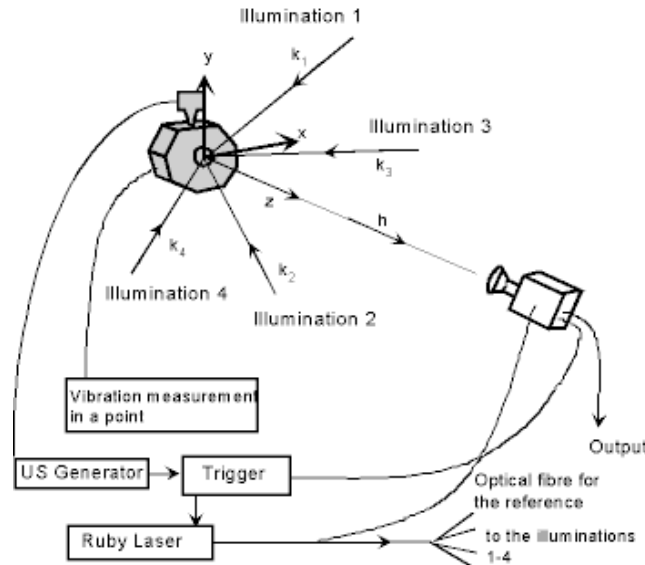 Illumination 1
k1
y
x
Illumination 3
k3
z
h
k4
k2
Illumination 4
Illumination 2
Vibration measurement
in a point
US Generator
Trigger
Output
Optical fibre for
the reference
Ruby Laser
to the illuminations
1-4